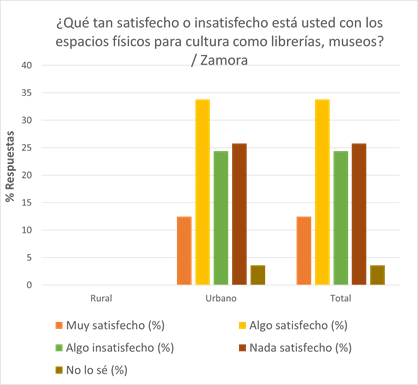 ¿Qué tan satisfecho o insatisfecho está usted con los
espacios físicos para cultura como librerías, museos?
/ Zamora
% Respuestas
40
35
30
25
20
15
10
5
0
Rural Urbano Total
Muy satisfecho (%) Algo satisfecho (%)
Algo insatisfecho (%) Nada satisfecho (%)
No lo sé (%)